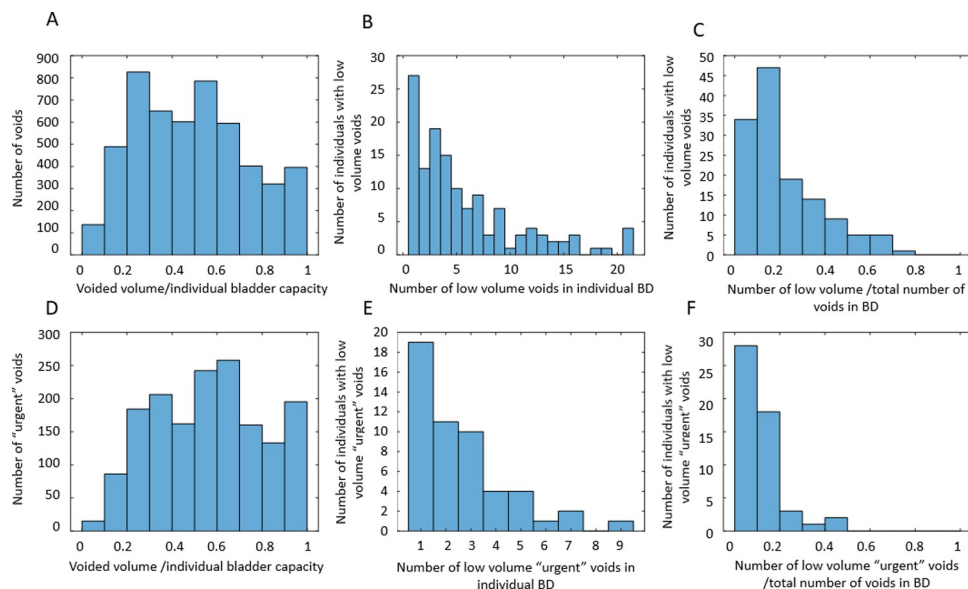 A
900
800
700
600
500
400
300
200
100
0
Number of voids
0 0.2 0.4 0.6 0.8 1
Voided volume/individual bladder capacity
B
30
25
20
15
10
5
0
Number of individuals with low
volume voids
0 5 10 15 20
Number of low volume voids in individual BD
C
50
45
40
35
30
25
20
15
10
5
0
Number of individuals with low
volume voids
0 0.2 0.4 0.6 0.8 1
Number of low volume /total number of
voids in BD
D
300
250
200
150
100
50
0
Number of "urgent" voids
0 0.2 0.4 0.6 0.8 1
Voided volume /individual bladder capacity
E
20
18
16
14
12
10
8
6
4
2
0
Number of individuals with low
volume "urgent" voids
1 2 3 4 5 6 7 8 9
Number of low volume "urgent" voids in
individual BD
F
30
25
20
15
10
5
0
Number of individuals with low
volume "urgent" voids
0 0.2 0.4 0.6 0.8 1
Number of low volume "urgent" voids
/total number of voids in BD